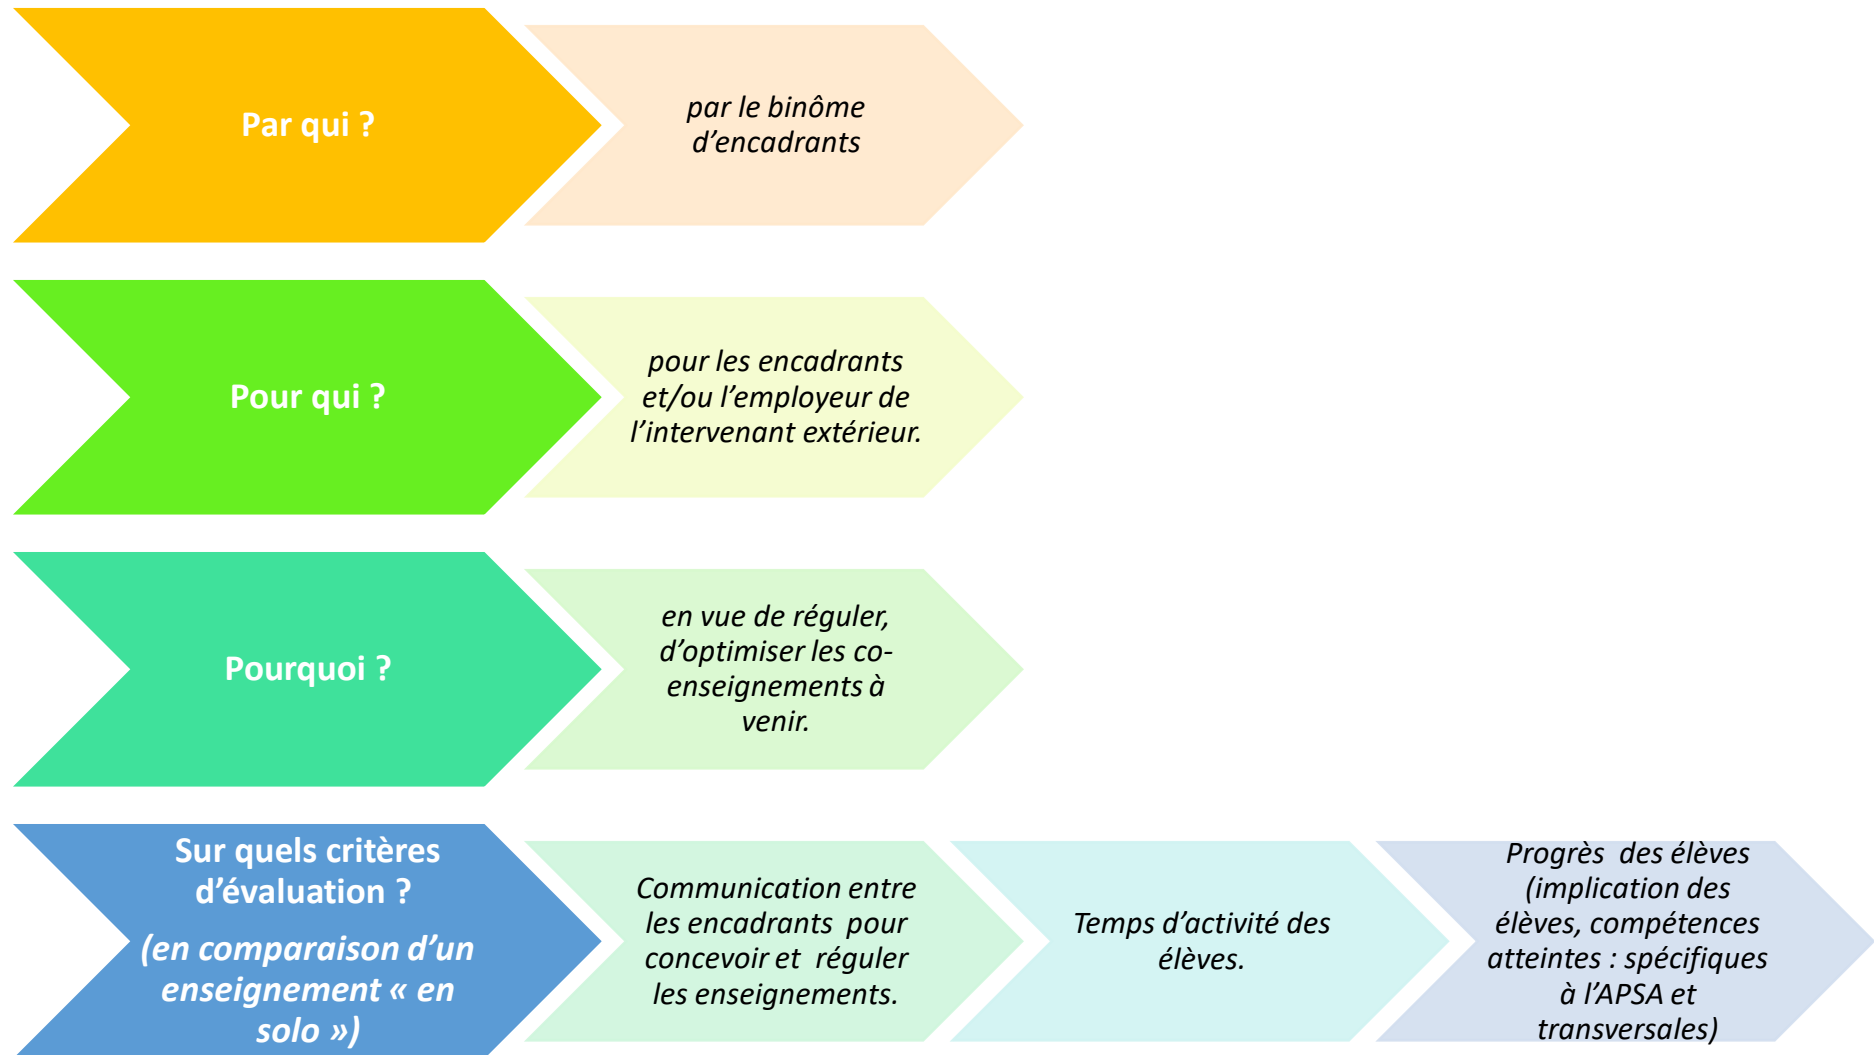 Par qui ?
par le binôme
d’encadrants
Pour qui ?
pour les encadrants
et/ou l’employeur de
l’intervenant extérieur.
Pourquoi ?
en vue de réguler,
d’optimiser les co-
enseignements à
venir.
Sur quels critères
d’évaluation ?
(en comparaison d’un
enseignement « en
solo »)
Communication entre
les encadrants pour
concevoir et réguler
les enseignements.
Temps d’activité des
élèves.
Progrès des élèves
(implication des
élèves, compétences
atteintes : spécifiques
à l’APSA et
transversales)